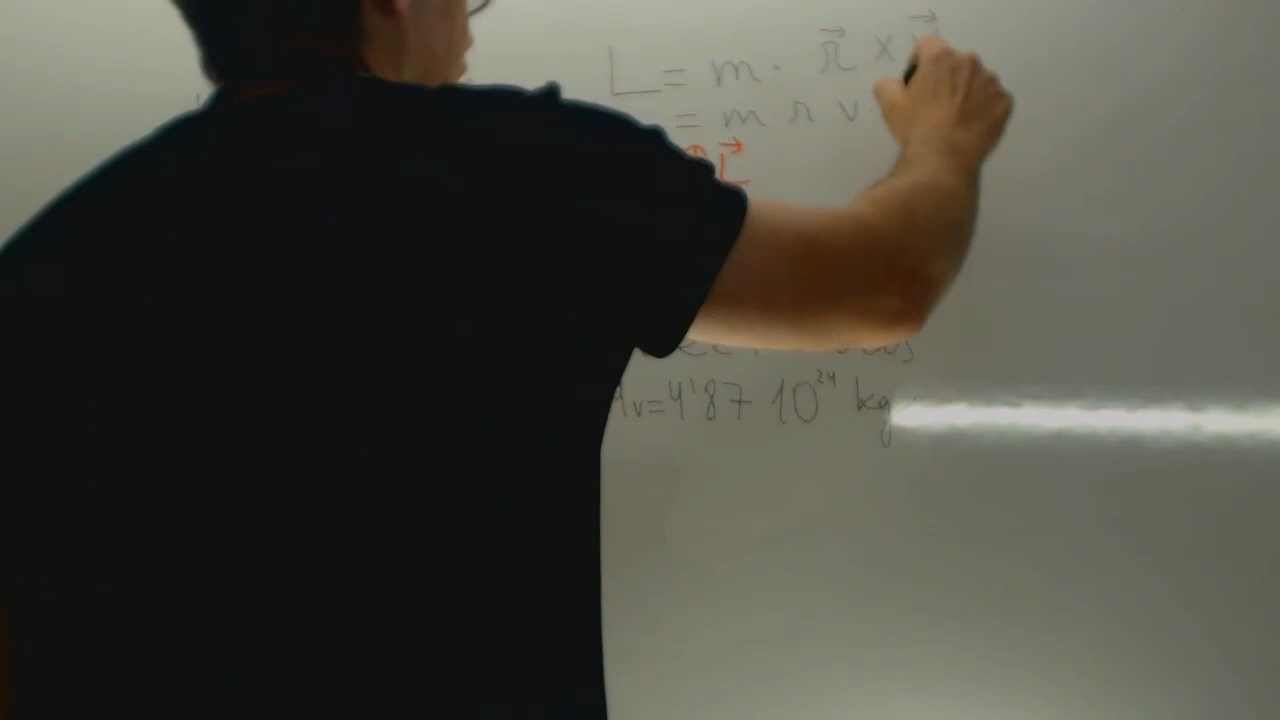 L = m · r⃗ x
= m · r v
L⃗
v=4'87 10²⁴ kg